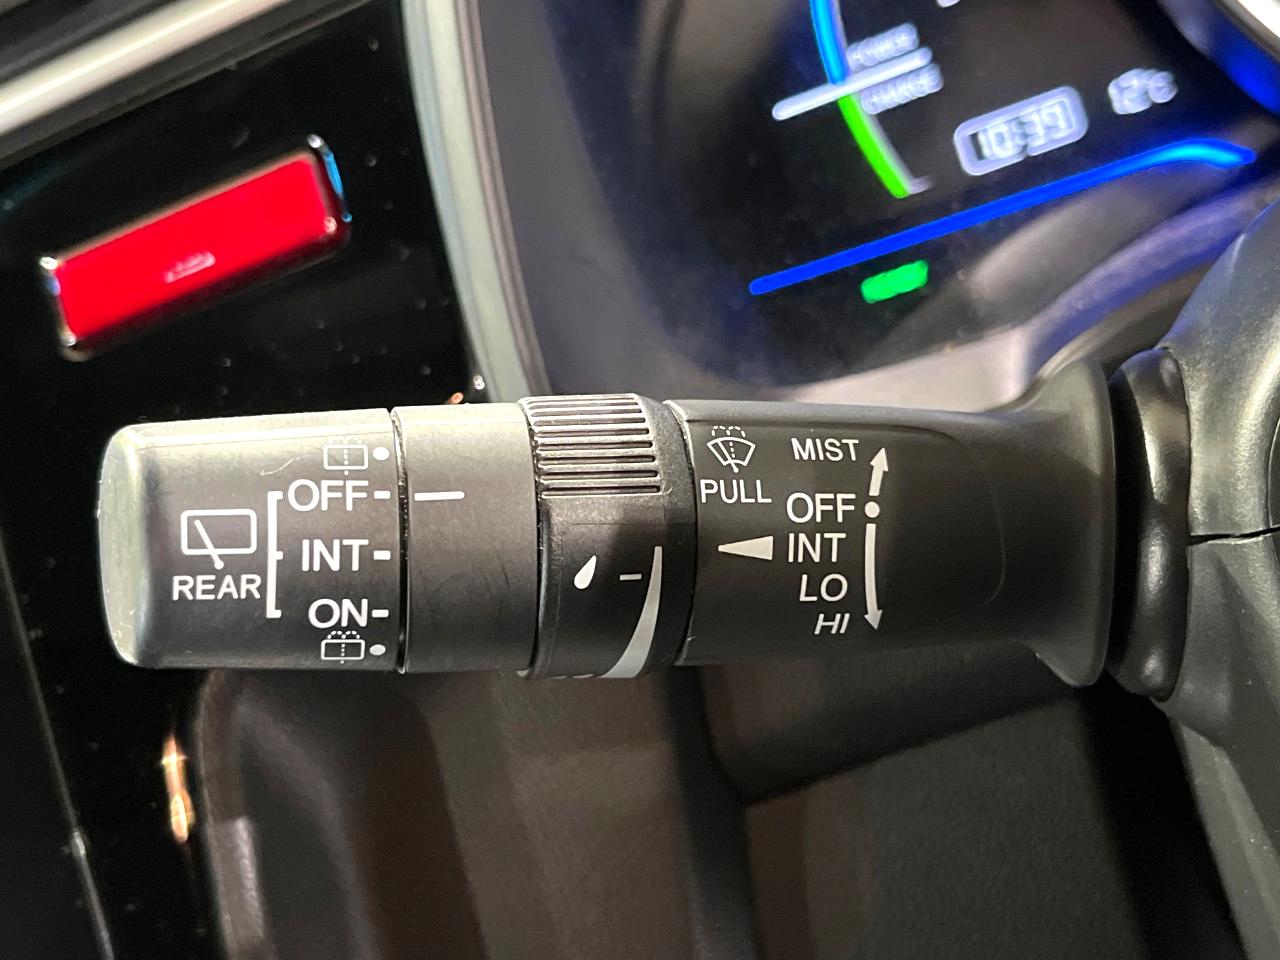 POWER
CHARGE
10:39
12°C
OFF
INT
ON
REAR
PULL
MIST
OFF
INT
LO
HI